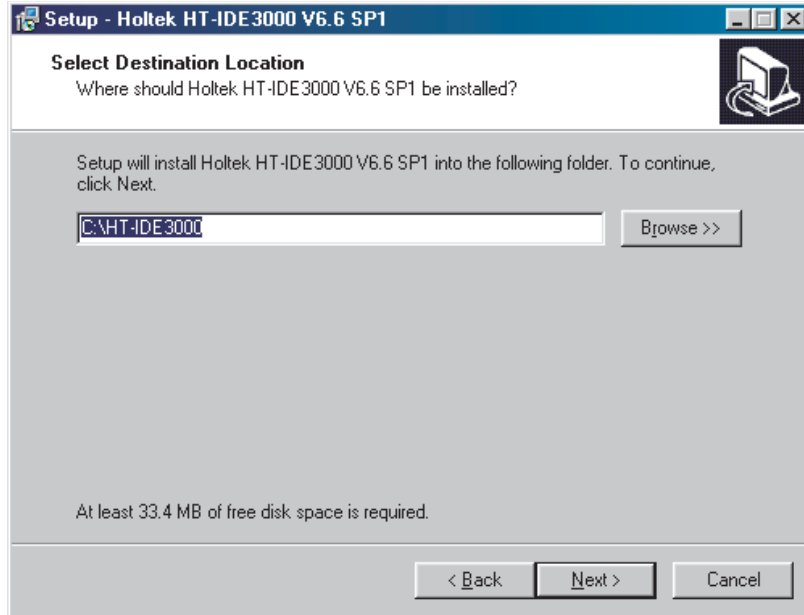 Setup - Holtek HT-IDE3000 V6.6 SP1
Select Destination Location
Where should Holtek HT-IDE3000 V6.6 SP1 be installed?
Setup will install Holtek HT-IDE3000 V6.6 SP1 into the following folder. To continue,
click Next.
C:\HT-IDE3000
Browse >>
At least 33.4 MB of free disk space is required.
< Back
Next >
Cancel